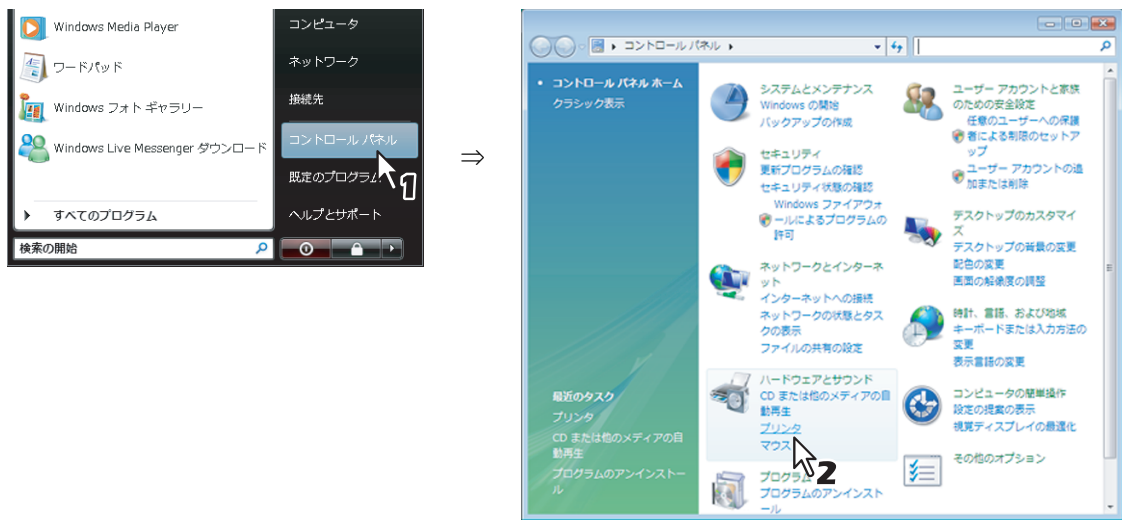 Windows Media Player
ワードパッド
Windows フォト ギャラリー
Windows Live Messenger ダウンロード
すべてのプログラム
検索の開始
コンピュータ
ネットワーク
接続先
コントロール パネル
既定のプログラム
ヘルプとサポート
1
⇒
コントロール パネル
コントロール パネル ホーム
クラシック表示
最近のタスク
プリンタ
CD または他のメディアの自
動再生
プログラムのアンインストー
ル
システムとメンテナンス
Windows の開始
バックアップの作成
セキュリティ
更新プログラムの確認
セキュリティ状態の確認
Windows ファイアウォ
ールによるプログラムの
許可
ネットワークとインターネ
ット
インターネットへの接続
ネットワークの状態とタス
クの表示
ファイルの共有の設定
ハードウェアとサウンド
CD または他のメディアの自
動再生
プリンタ
マウス
2
プログラム
プログラムのアンインスト
ール
ユーザー アカウントと家族
のための安全設定
任意のユーザーへの保護
者による制限のセットア
ップ
ユーザー アカウントの追
加または削除
デスクトップのカスタマイ
ズ
デスクトップの背景の変更
配色の変更
画面の解像度の調整
時計、言語、および地域
キーボードまたは入力方法の
変更
表示言語の変更
コンピュータの簡単操作
設定の提案の表示
視覚ディスプレイの最適化
その他のオプション